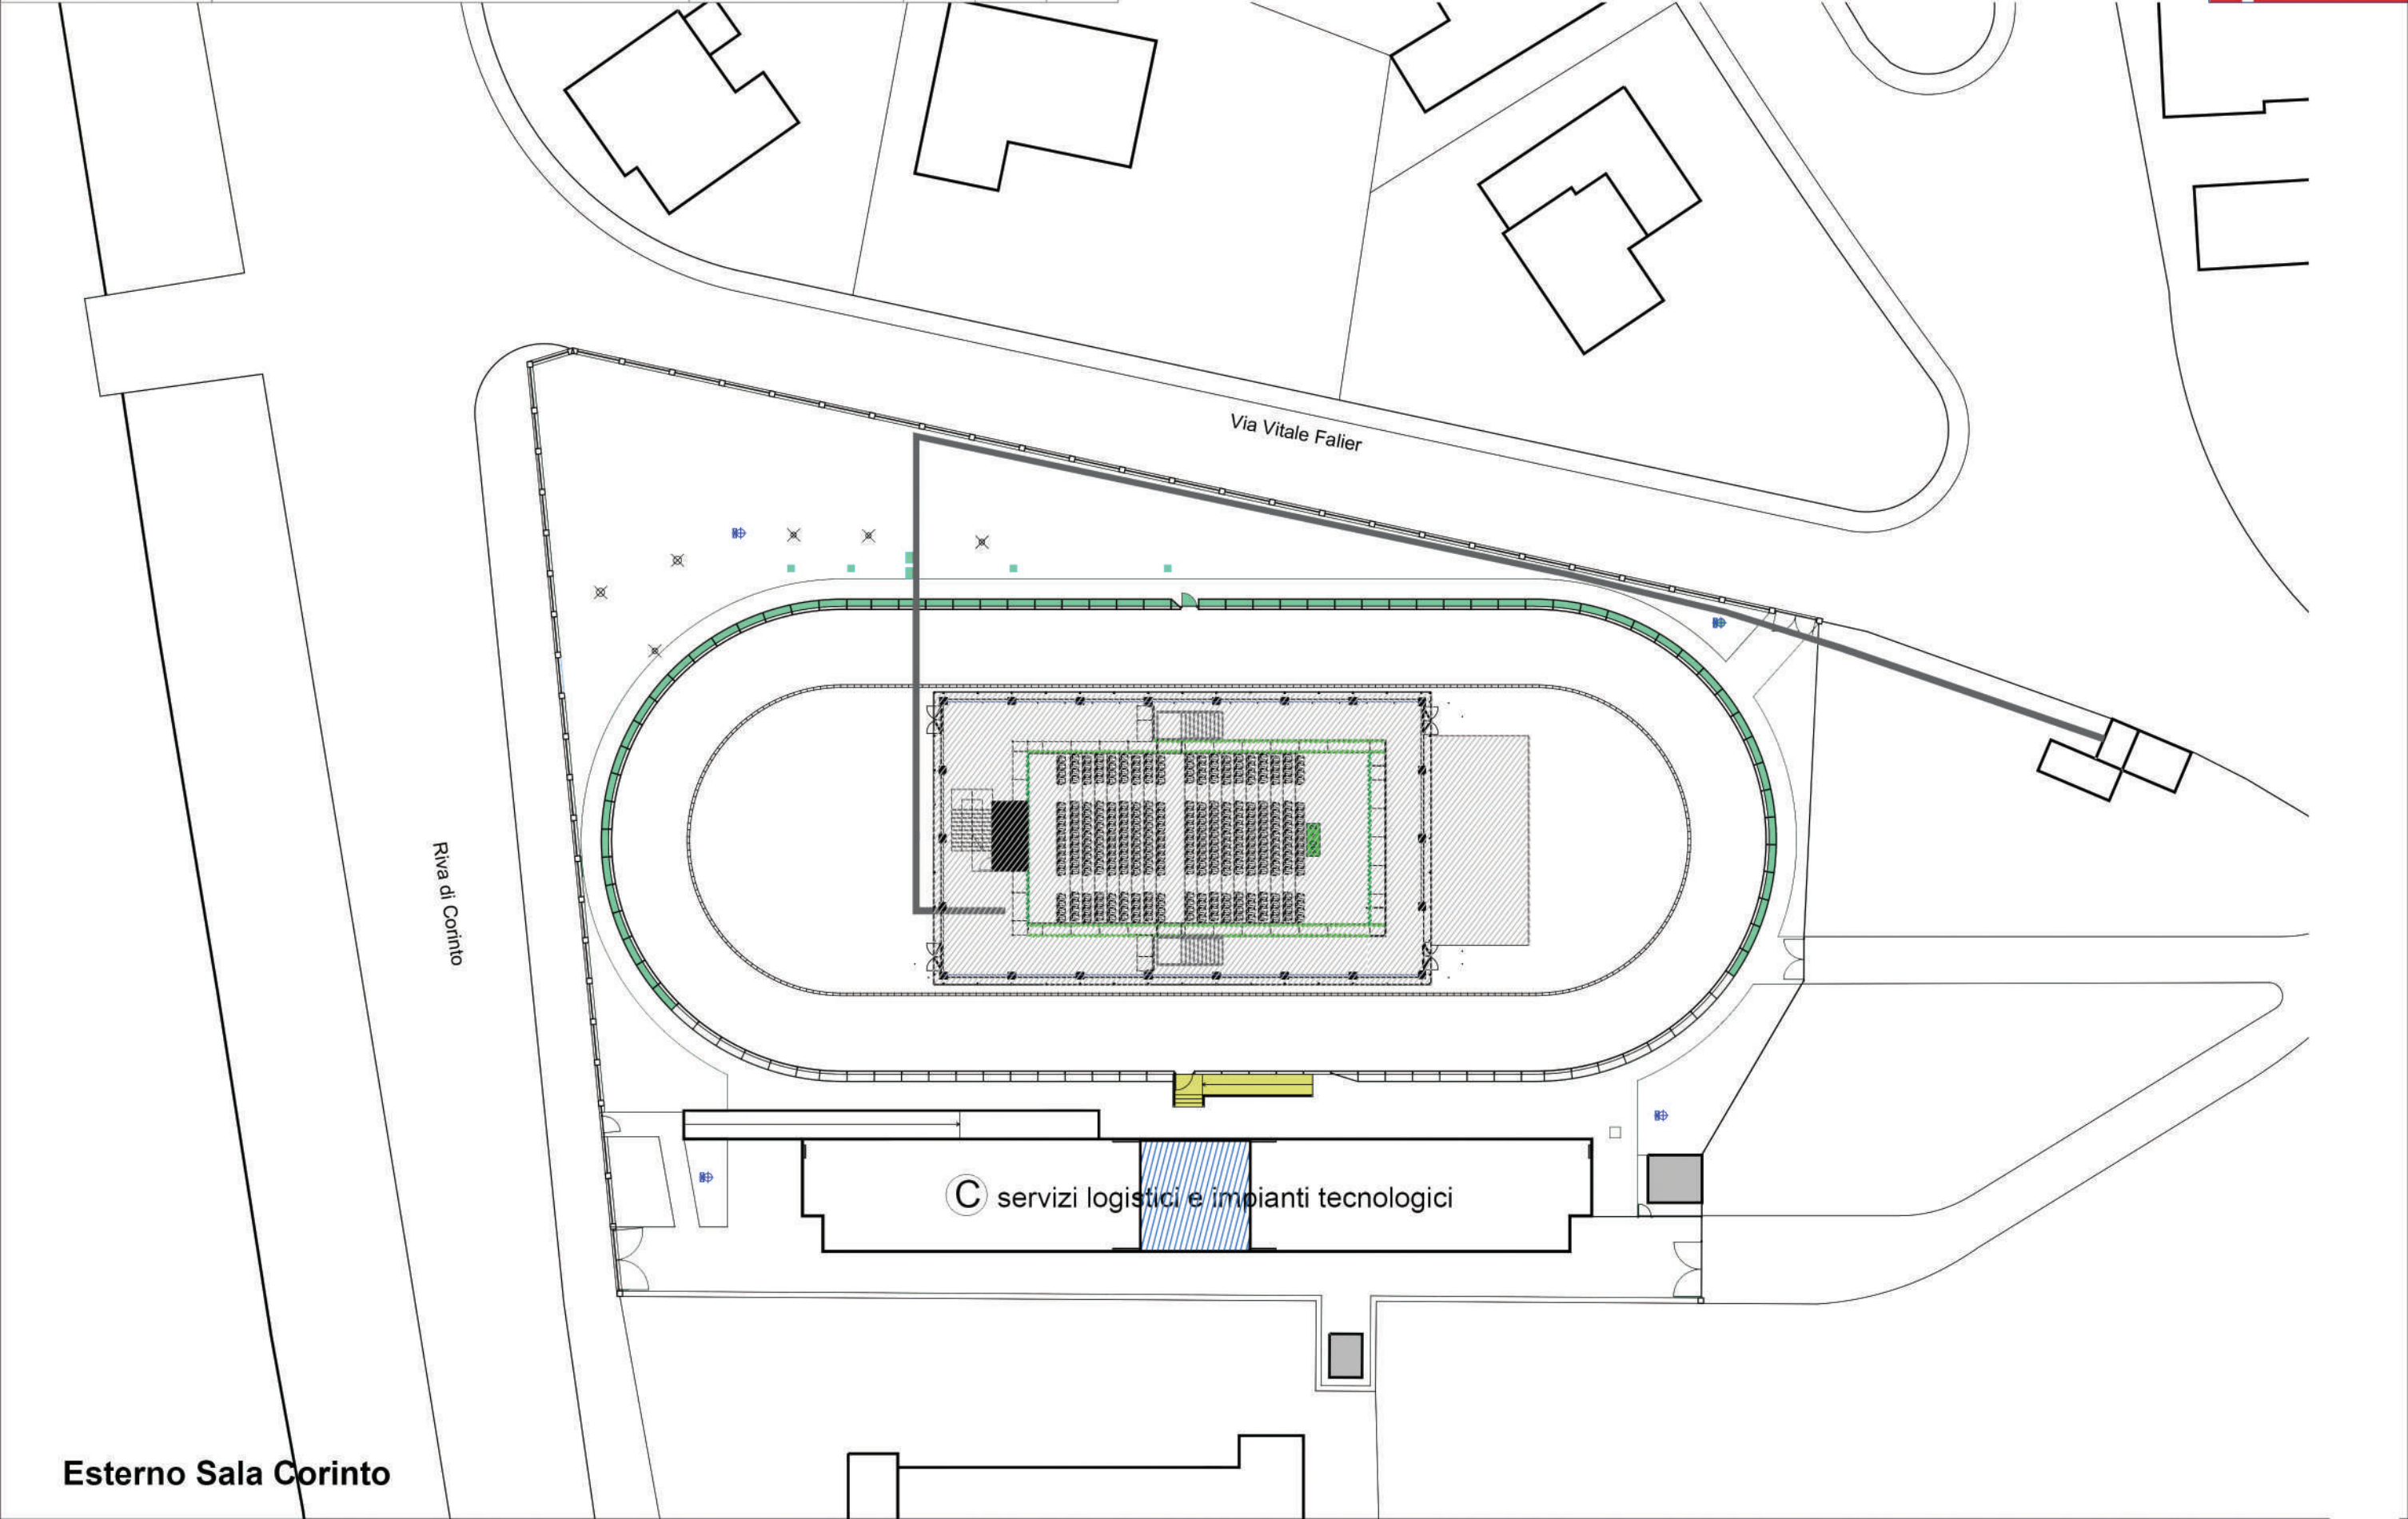 Via Vitale Falier
Riva di Corinto
C servizi logistici e impianti tecnologici
Esterno Sala Corinto